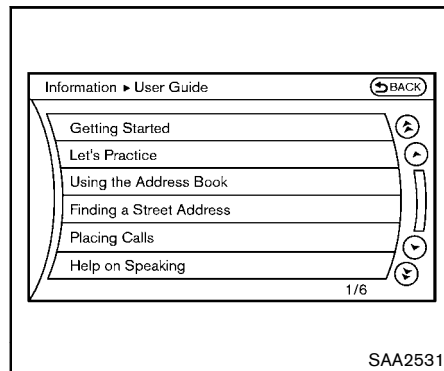 Information ▸ User Guide
BACK
Getting Started
Let's Practice
Using the Address Book
Finding a Street Address
Placing Calls
Help on Speaking
1/6
SAA2531